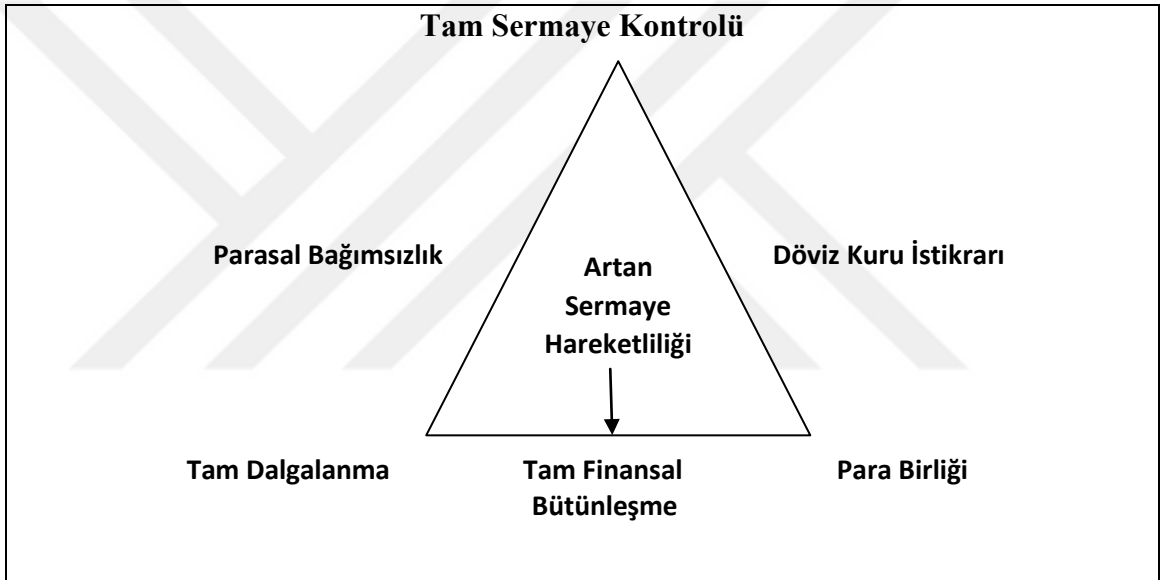 Tam Sermaye Kontrolü
Parasal Bağımsızlık
Döviz Kuru İstikrarı
Artan
Sermaye
Hareketliliği
Tam Dalgalanma
Tam Finansal
Bütünleşme
Para Birliği